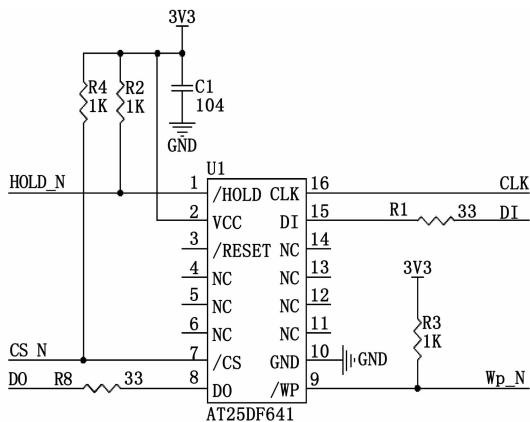 3V3
R4 R2 C1
1K 1K 104
GND
U1
HOLD_N 1 /HOLD CLK 16 CLK
2 VCC DI 15 R1 33 DI
3 /RESET NC 14
4 NC NC 13 3V3
5 NC NC 12
6 NC NC 11 R3
1K
CS_N 7 /CS GND 10 GND
DO R8 33 8 DO /WP 9 Wp_N
AT25DF641